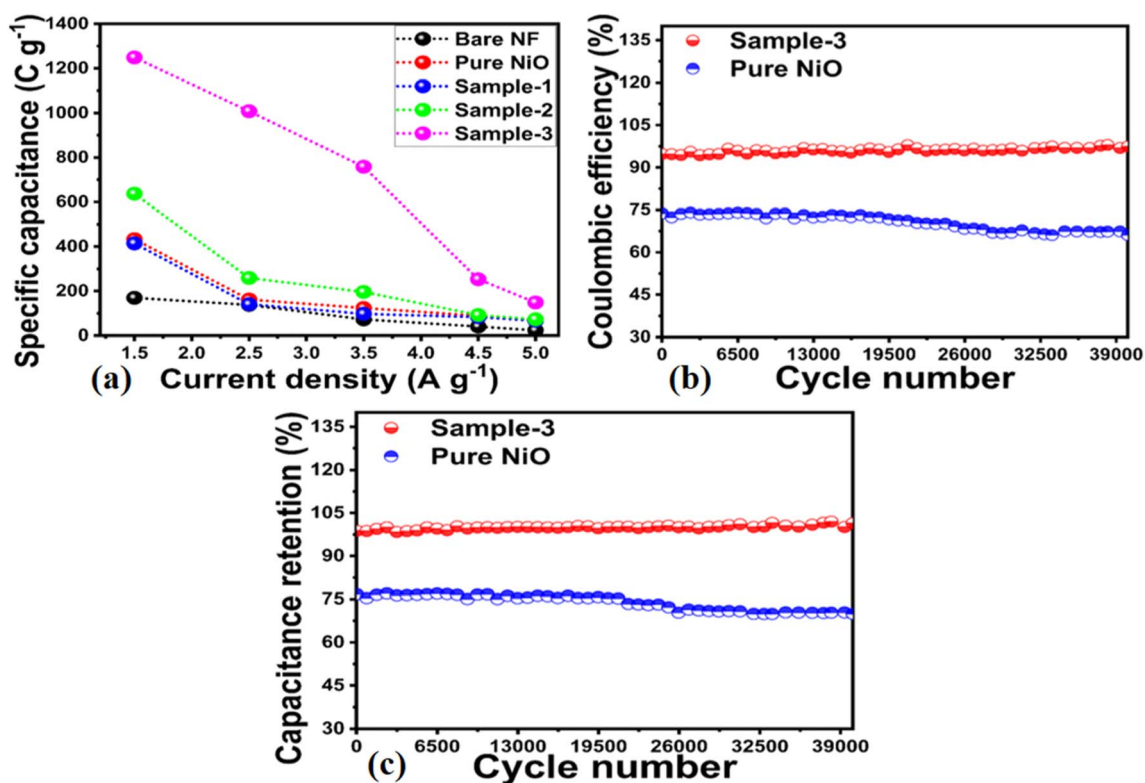 Specific capacitance (C g⁻¹)
1400
1200
1000
800
600
400
200
0
Bare NF
Pure NiO
Sample-1
Sample-2
Sample-3
1.5 2.0 2.5 3.0 3.5 4.0 4.5 5.0
(a) Current density (A g⁻¹)
Coulombic efficiency (%)
135
120
105
90
75
60
45
30
Sample-3
Pure NiO
0 6500 13000 19500 26000 32500 39000
(b) Cycle number
Capacitance retention (%)
135
120
105
90
75
60
45
30
Sample-3
Pure NiO
0 6500 13000 19500 26000 32500 39000
(c) Cycle number